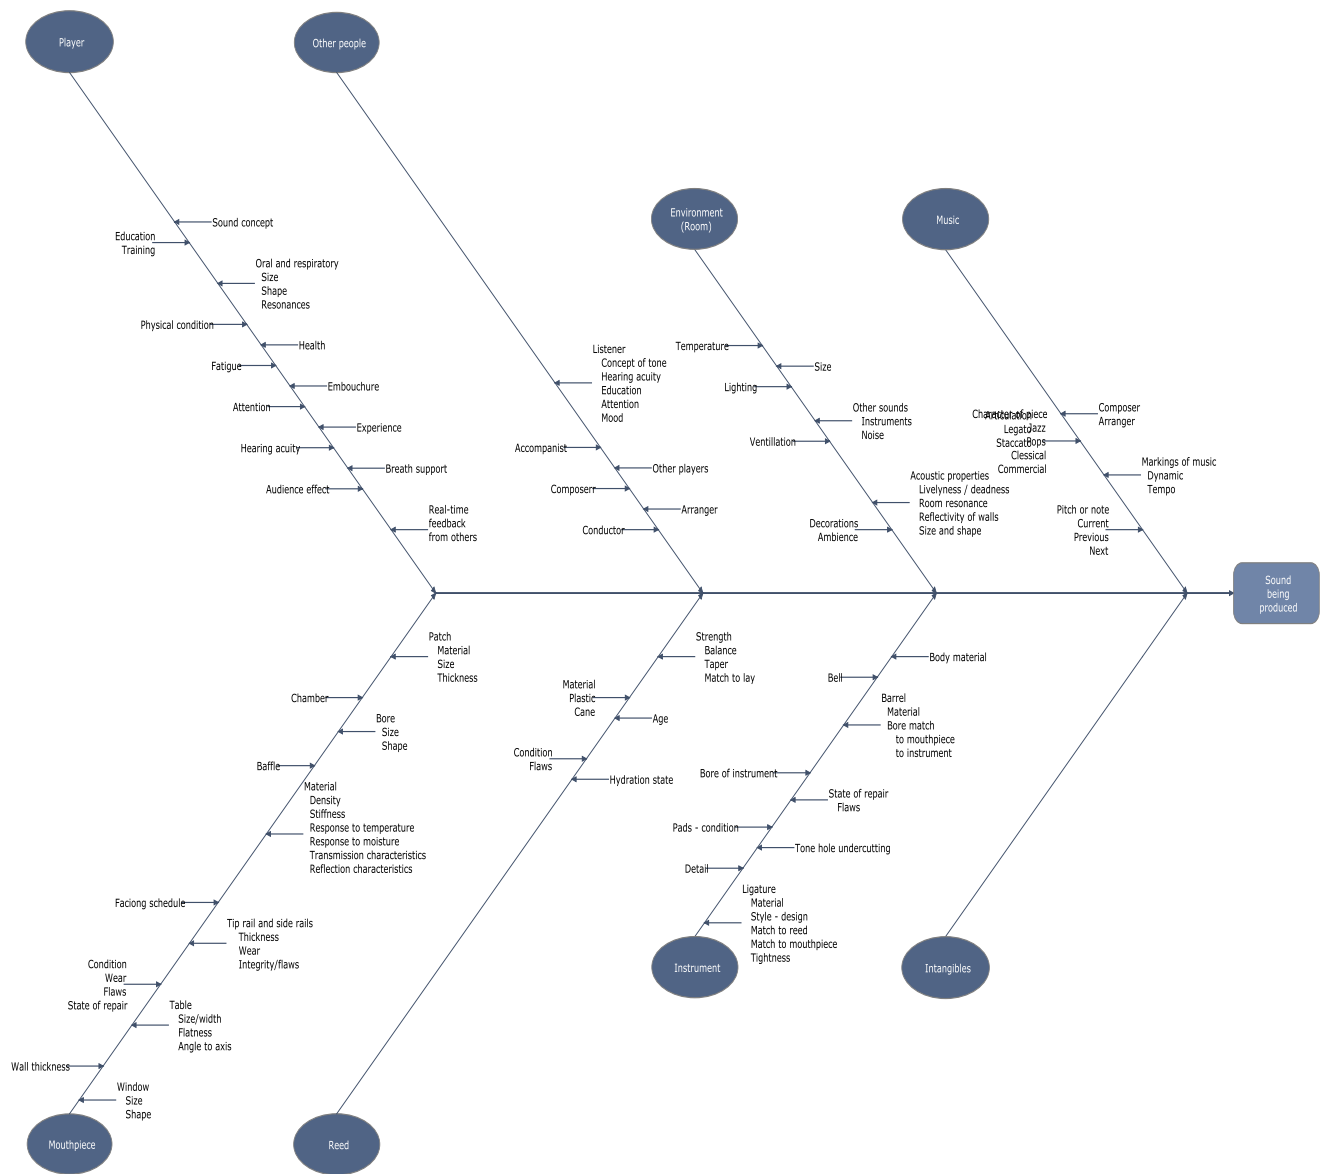 Player
Other people
Environment
(Room)
Music
Sound concept
Education
Training
Oral and respiratory
Size
Shape
Resonances
Physical condition
Health
Fatigue
Embouchure
Attention
Experience
Hearing acuity
Breath support
Audience effect
Real-time
feedback
from others
Listener
Concept of tone
Hearing acuity
Education
Attention
Mood
Accompanist
Other players
Composerr
Arranger
Conductor
Temperature
Size
Lighting
Other sounds
Instruments
Noise
Ventillation
Acoustic properties
Livelyness / deadness
Room resonance
Reflectivity of walls
Size and shape
Decorations
Ambience
Composer
Arranger
Character of piece
Jazz
Pops
Clessical
Commercial
Articulation
Legato
Staccato
Markings of music
Dynamic
Tempo
Pitch or note
Current
Previous
Next
Sound
being
produced
Patch
Material
Size
Thickness
Chamber
Bore
Size
Shape
Baffle
Material
Density
Stiffness
Response to temperature
Response to moisture
Transmission characteristics
Reflection characteristics
Faciong schedule
Tip rail and side rails
Thickness
Wear
Integrity/flaws
Condition
Wear
Flaws
State of repair
Table
Size/width
Flatness
Angle to axis
Wall thickness
Window
Size
Shape
Mouthpiece
Strength
Balance
Taper
Match to lay
Material
Plastic
Cane
Age
Condition
Flaws
Hydration state
Reed
Body material
Bell
Barrel
Material
Bore match
to mouthpiece
to instrument
Bore of instrument
State of repair
Flaws
Pads - condition
Tone hole undercutting
Detail
Ligature
Material
Style - design
Match to reed
Match to mouthpiece
Tightness
Instrument
Intangibles